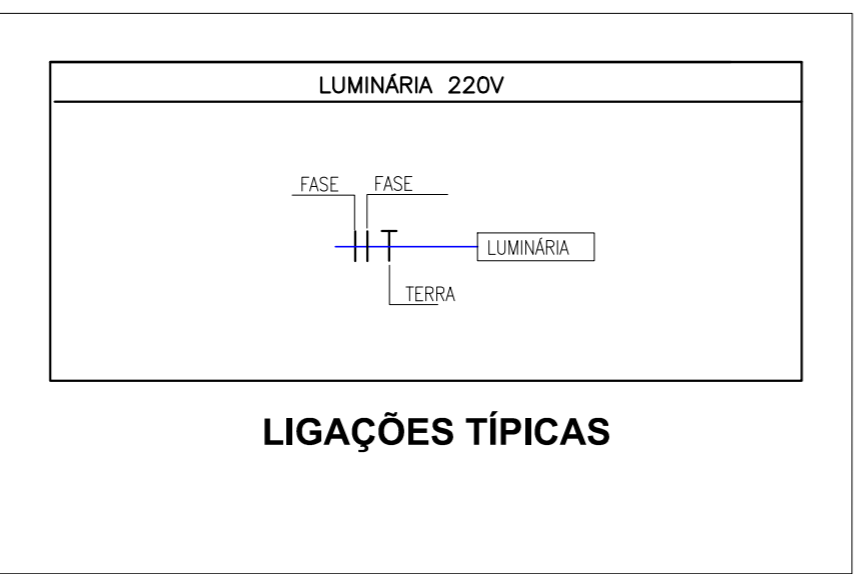 LUMINÁRIA 220V
FASE FASE
LUMINÁRIA
TERRA
LIGAÇÕES TÍPICAS